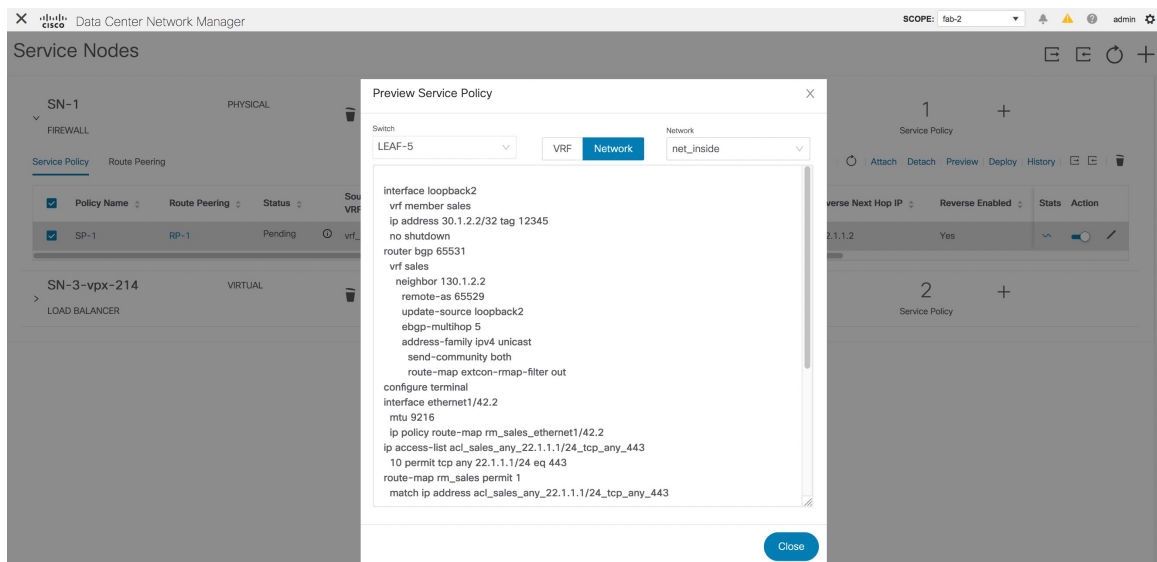 cisco Data Center Network Manager
SCOPE: fab-2
admin
Service Nodes
SN-1
PHYSICAL
FIREWALL
1
Service Policy
Service Policy Route Peering
Attach Detach Preview Deploy History
Policy Name Route Peering Status
verse Next Hop IP Reverse Enabled Stats Action
SP-1 RP-1 Pending vrf_
2.1.1.2 Yes
SN-3-vpx-214
VIRTUAL
LOAD BALANCER
2
Service Policy
Preview Service Policy
Switch
LEAF-5
VRF Network
Network
net_inside
interface loopback2
vrf member sales
ip address 30.1.2.2/32 tag 12345
no shutdown
router bgp 65531
vrf sales
neighbor 130.1.2.2
remote-as 65529
update-source loopback2
ebgp-multihop 5
address-family ipv4 unicast
send-community both
route-map extcon-rmap-filter out
configure terminal
interface ethernet1/42.2
mtu 9216
ip policy route-map rm_sales_ethernet1/42.2
ip access-list acl_sales_any_22.1.1.1/24_tcp_any_443
10 permit tcp any 22.1.1.1/24 eq 443
route-map rm_sales permit 1
match ip address acl_sales_any_22.1.1.1/24_tcp_any_443
Close